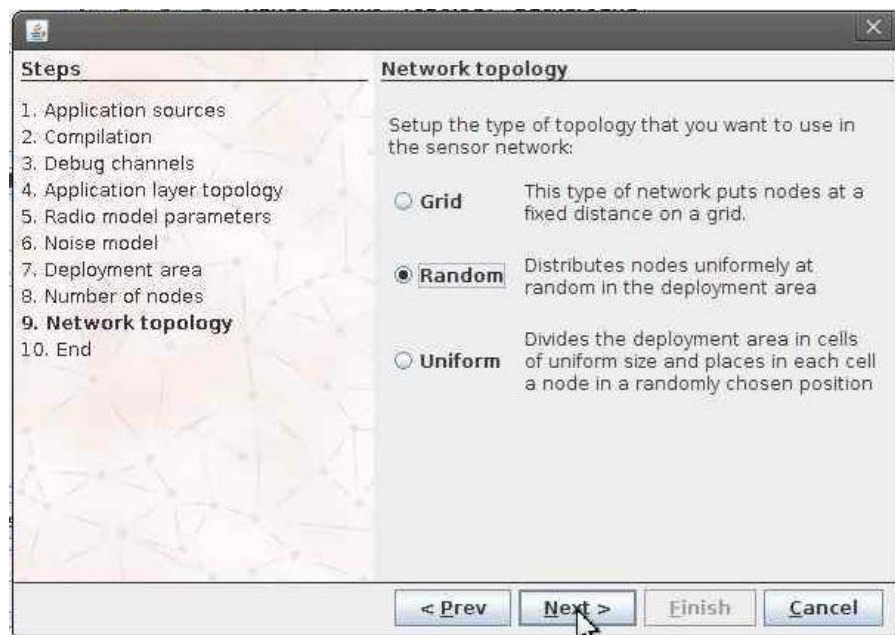 Steps
1. Application sources
2. Compilation
3. Debug channels
4. Application layer topology
5. Radio model parameters
6. Noise model
7. Deployment area
8. Number of nodes
9. Network topology
10. End
Network topology
Setup the type of topology that you want to use in
the sensor network:
Grid
This type of network puts nodes at a
fixed distance on a grid.
Random
Distributes nodes uniformely at
random in the deployment area
Uniform
Divides the deployment area in cells
of uniform size and places in each cell
a node in a randomly chosen position
< Prev
Next >
Finish
Cancel